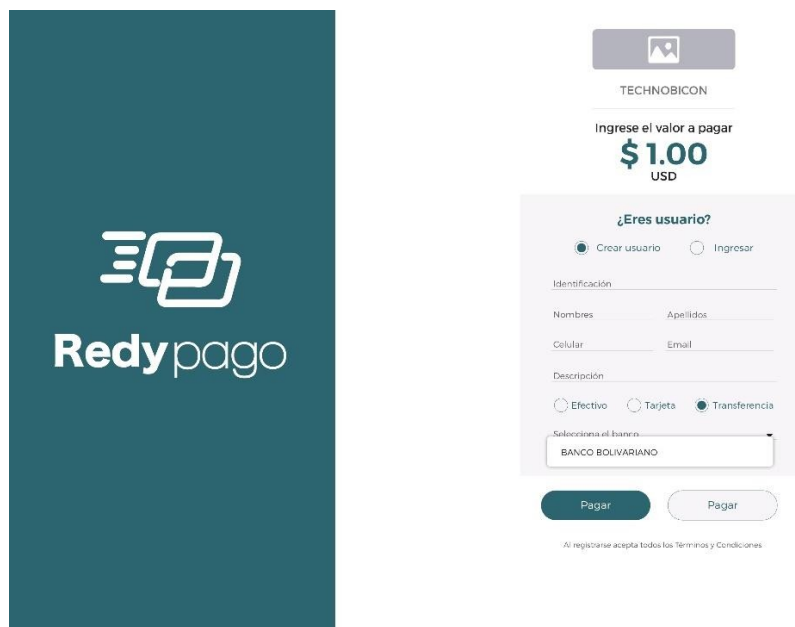 Redypago
TECHNOBICON
Ingrese el valor a pagar
$ 1.00
USD
¿Eres usuario?
Crear usuario Ingresar
Identificación
Nombres Apellidos
Celular Email
Descripción
Efectivo Tarjeta Transferencia
Selecciona el banco
BANCO BOLIVARIANO
Pagar Pagar
Al registrarse acepta todos los Términos y Condiciones